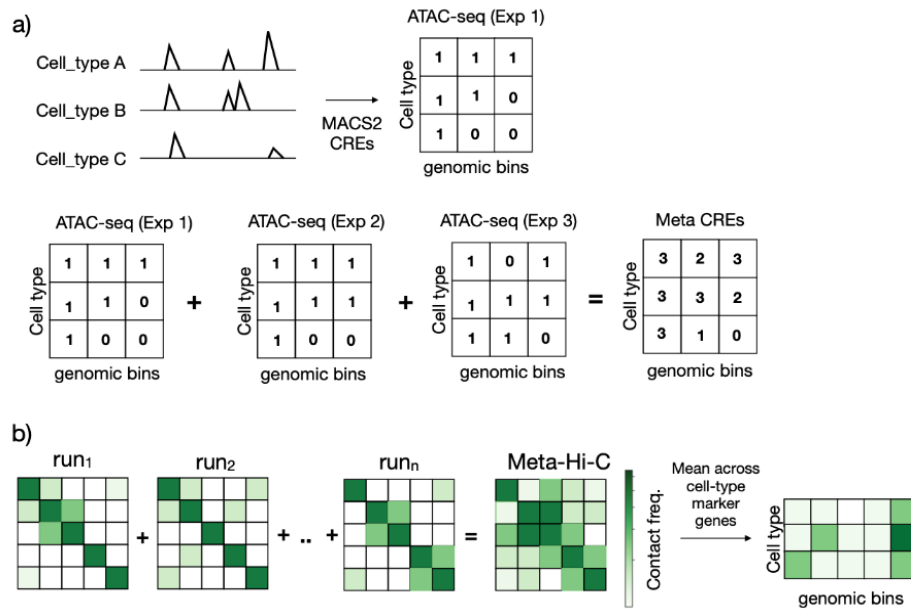 a)
ATAC-seq (Exp 1)
Cell_type A
Cell_type B
Cell_type C
MACS2
CREs
Cell type
1 1 1
1 1 0
1 0 0
genomic bins
ATAC-seq (Exp 1)
Cell type
1 1 1
1 1 0
1 0 0
genomic bins
+
ATAC-seq (Exp 2)
Cell type
1 1 1
1 1 1
1 0 0
genomic bins
+
ATAC-seq (Exp 3)
Cell type
1 0 1
1 1 1
1 1 0
genomic bins
=
Meta CREs
Cell type
3 2 3
3 3 2
3 1 0
genomic bins
b)
run1
+
run2
+ .. +
runn
=
Meta-Hi-C
Contact freq.
Mean across
cell-type
marker
genes
Cell type
genomic bins